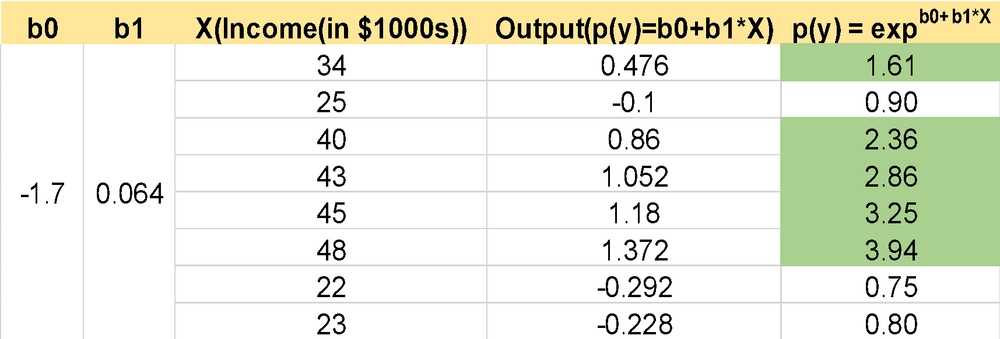 b0 b1 X(Income(in $1000s)) Output(p(y)=b0+b1*X) p(y) = exp^b0+b1*X
34 0.476 1.61
25 -0.1 0.90
40 0.86 2.36
43 1.052 2.86
-1.7 0.064
45 1.18 3.25
48 1.372 3.94
22 -0.292 0.75
23 -0.228 0.80